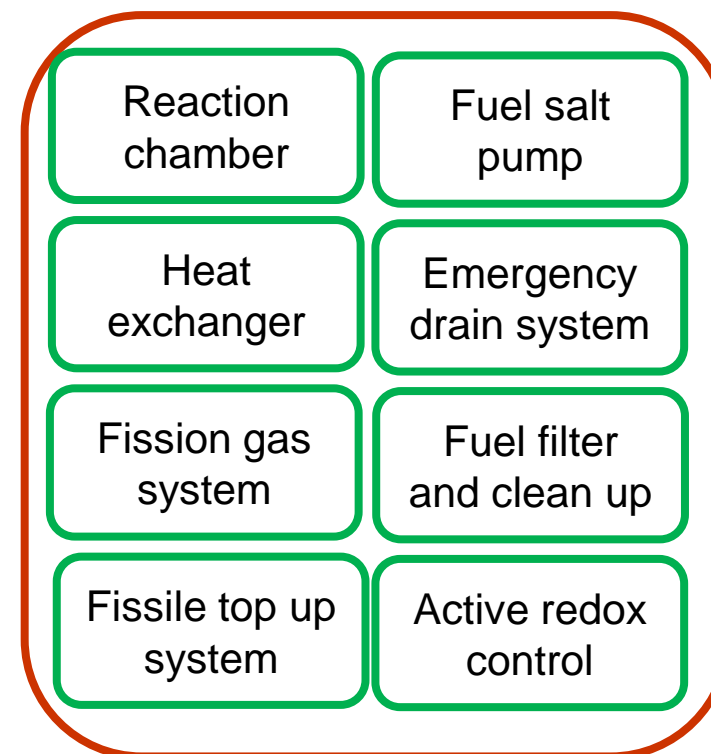 Reaction
chamber
Fuel salt
pump
Heat
exchanger
Emergency
drain system
Fission gas
system
Fuel filter
and clean up
Fissile top up
system
Active redox
control